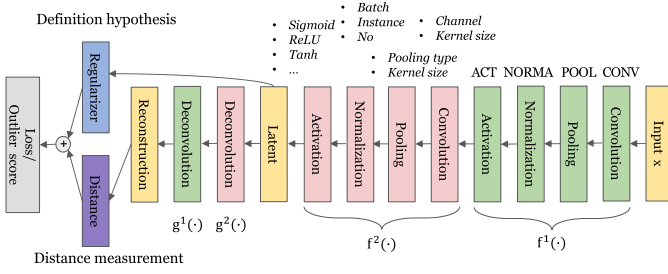 Definition hypothesis
• Sigmoid
• ReLU
• Tanh
• ...
• Batch
• Instance
• No
• Channel
• Kernel size
• Pooling type
• Kernel size
ACT NORMA POOL CONV
Loss/
Outlier score
+
Regularizer
Distance
Reconstruction
Deconvolution
Deconvolution
Latent
Activation
Normalization
Pooling
Convolution
Activation
Normalization
Pooling
Convolution
Input x
g¹(·) g²(·)
f²(·)
f¹(·)
Distance measurement